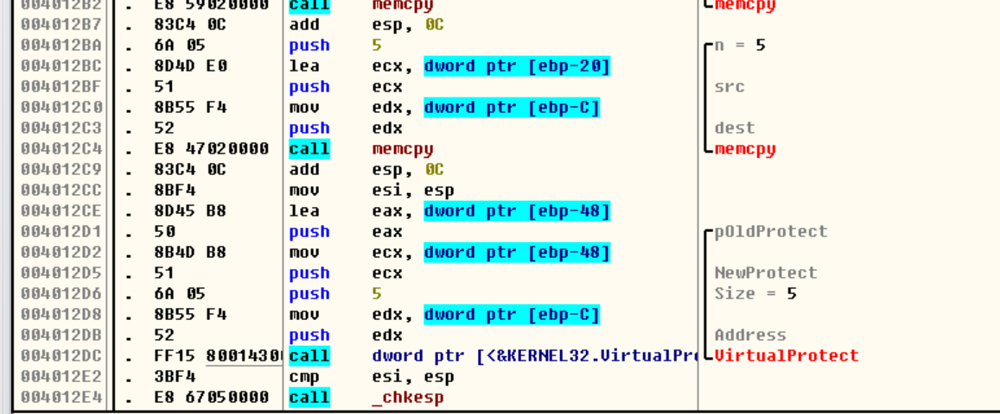 004012B2 . E8 59020000 call memcpy memcpy
004012B7 . 83C4 0C add esp, 0C
004012BA . 6A 05 push 5 n = 5
004012BC . 8D4D E0 lea ecx, dword ptr [ebp-20]
004012BF . 51 push ecx src
004012C0 . 8B55 F4 mov edx, dword ptr [ebp-C]
004012C3 . 52 push edx dest
004012C4 . E8 47020000 call memcpy memcpy
004012C9 . 83C4 0C add esp, 0C
004012CC . 8BF4 mov esi, esp
004012CE . 8D45 B8 lea eax, dword ptr [ebp-48]
004012D1 . 50 push eax pOldProtect
004012D2 . 8B4D B8 mov ecx, dword ptr [ebp-48]
004012D5 . 51 push ecx NewProtect
004012D6 . 6A 05 push 5 Size = 5
004012D8 . 8B55 F4 mov edx, dword ptr [ebp-C]
004012DB . 52 push edx Address
004012DC . FF15 8001430 call dword ptr [<&KERNEL32.VirtualPr VirtualProtect
004012E2 . 3BF4 cmp esi, esp
004012E4 . E8 67050000 call _chkesp